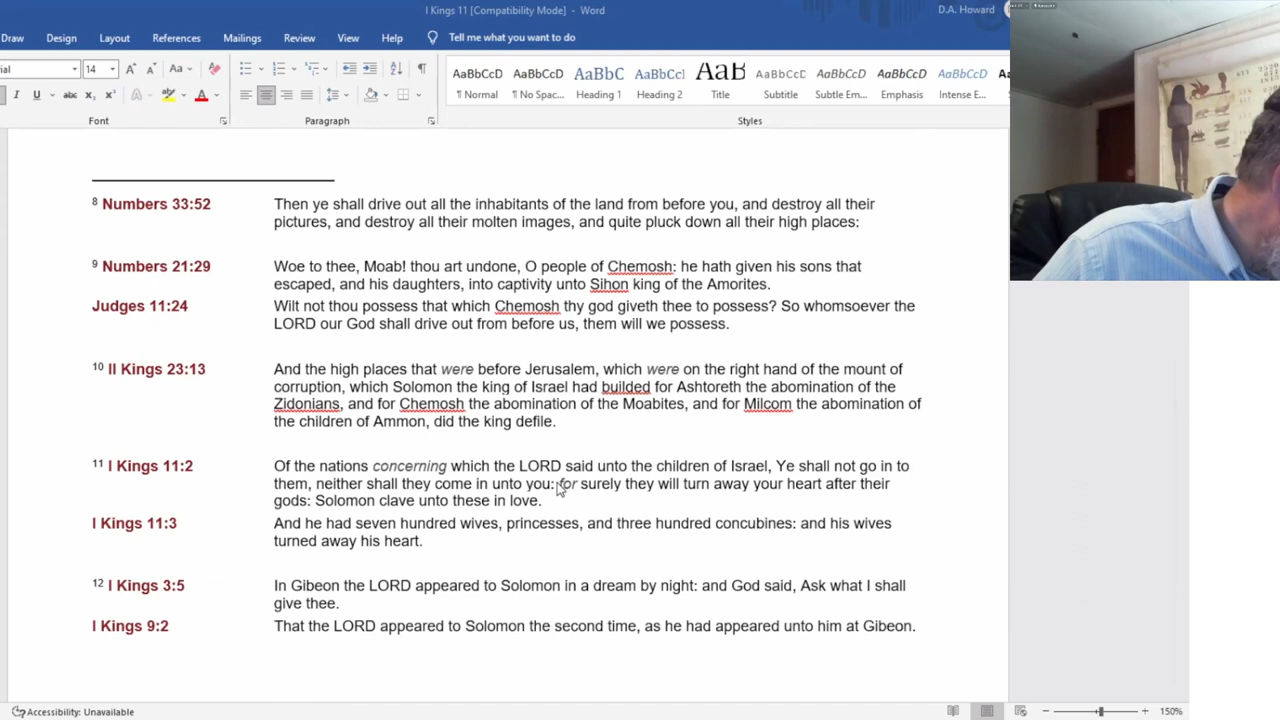 I Kings 11 [Compatibility Mode] - Word
D.A. Howard
Draw Design Layout References Mailings Review View Help Tell me what you want to do
ial 14 Aa
AaBbCcD AaBbCcD AaBbC AaBbCcI AaB AaBbCcD AaBbCcD AaBbCcD AaBbCcD
¶ Normal ¶ No Spac... Heading 1 Heading 2 Title Subtitle Subtle Em... Emphasis Intense E...
Font Paragraph Styles
8 Numbers 33:52 Then ye shall drive out all the inhabitants of the land from before you, and destroy all their
pictures, and destroy all their molten images, and quite pluck down all their high places:
9 Numbers 21:29 Woe to thee, Moab! thou art undone, O people of Chemosh: he hath given his sons that
escaped, and his daughters, into captivity unto Sihon king of the Amorites.
Judges 11:24 Wilt not thou possess that which Chemosh thy god giveth thee to possess? So whomsoever the
LORD our God shall drive out from before us, them will we possess.
10 II Kings 23:13 And the high places that were before Jerusalem, which were on the right hand of the mount of
corruption, which Solomon the king of Israel had builded for Ashtoreth the abomination of the
Zidonians, and for Chemosh the abomination of the Moabites, and for Milcom the abomination of
the children of Ammon, did the king defile.
11 I Kings 11:2 Of the nations concerning which the LORD said unto the children of Israel, Ye shall not go in to
them, neither shall they come in unto you: for surely they will turn away your heart after their
gods: Solomon clave unto these in love.
I Kings 11:3 And he had seven hundred wives, princesses, and three hundred concubines: and his wives
turned away his heart.
12 I Kings 3:5 In Gibeon the LORD appeared to Solomon in a dream by night: and God said, Ask what I shall
give thee.
I Kings 9:2 That the LORD appeared to Solomon the second time, as he had appeared unto him at Gibeon.
Accessibility: Unavailable
150%